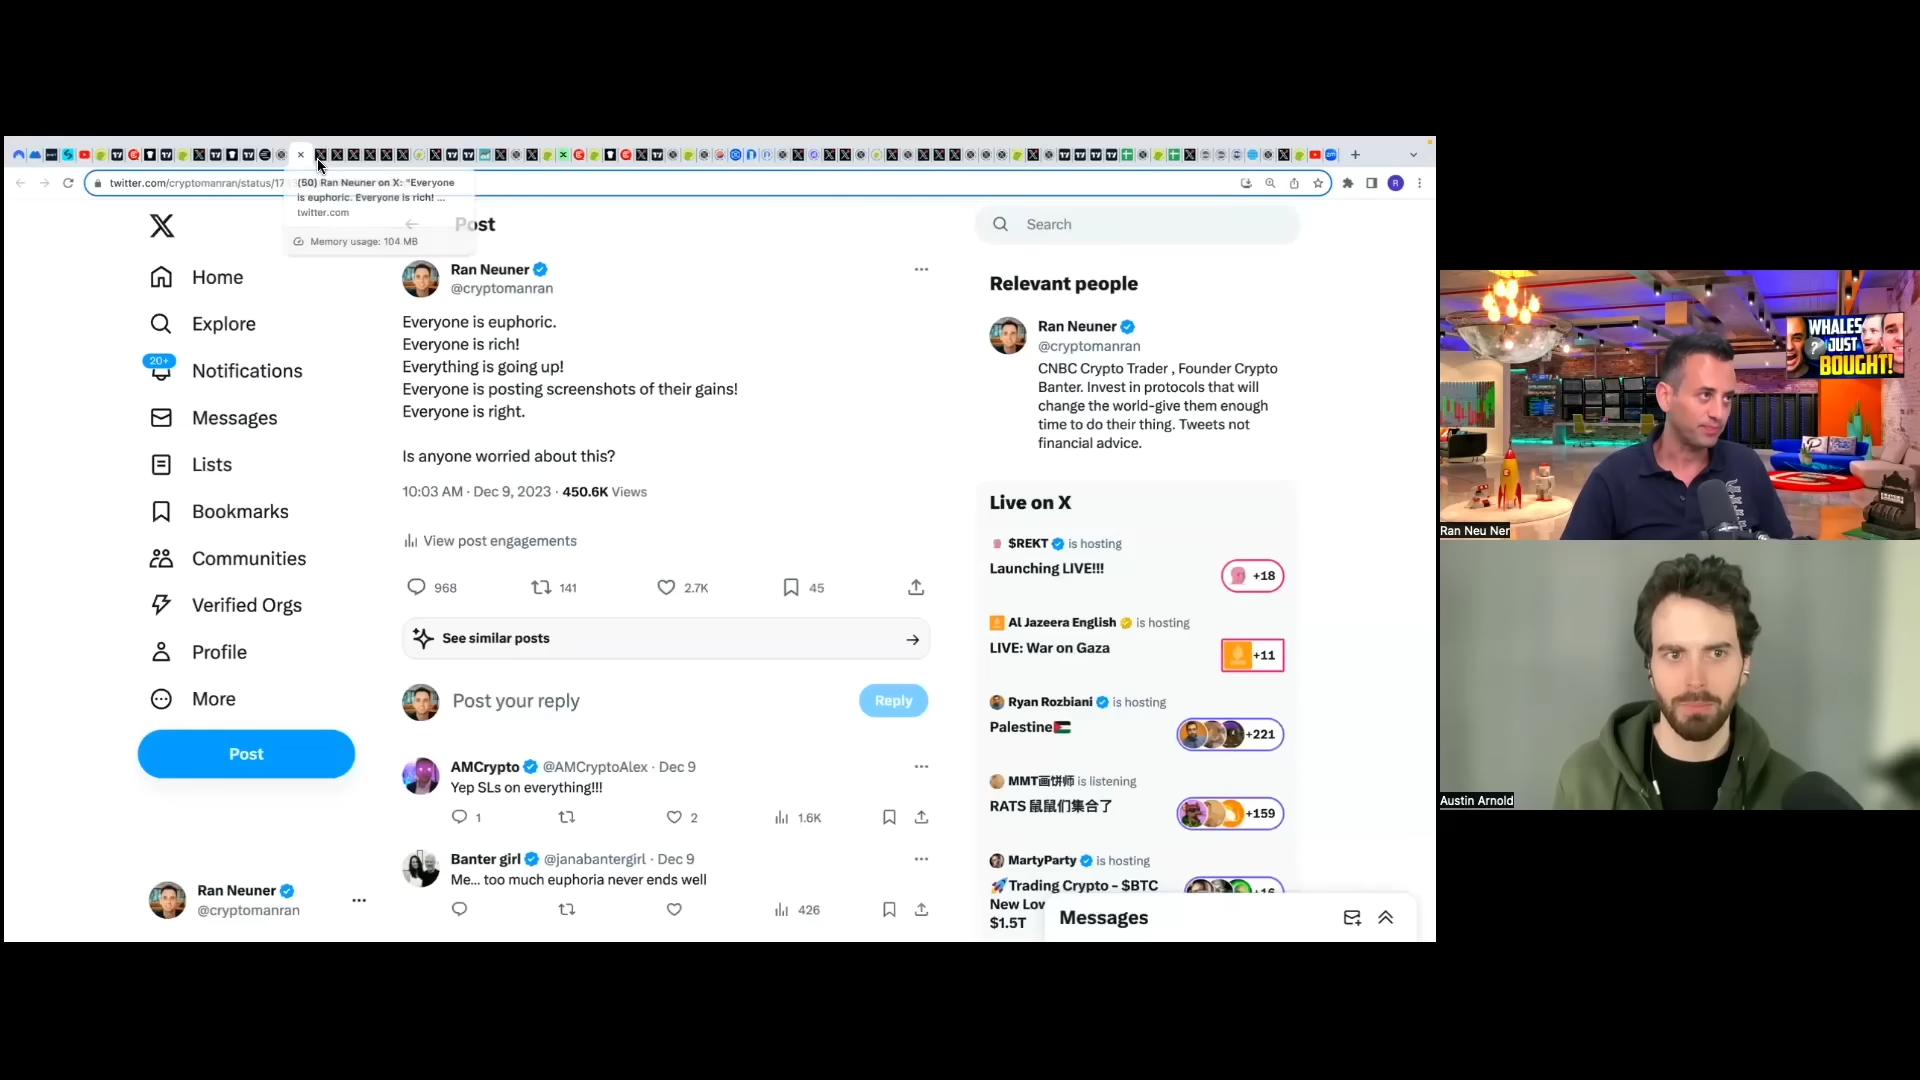 twitter.com/cryptomanran/status/17
(50) Ran Neuner on X: "Everyone
is euphoric. Everyone is rich! ...
twitter.com
Memory usage: 104 MB
R
Post
Search
Home
Explore
20+
Notifications
Messages
Lists
Bookmarks
Communities
Verified Orgs
Profile
More
Post
Ran Neuner
@cryptomanran
Ran Neuner
@cryptomanran
Everyone is euphoric.
Everyone is rich!
Everything is going up!
Everyone is posting screenshots of their gains!
Everyone is right.
Is anyone worried about this?
10:03 AM · Dec 9, 2023 · 450.6K Views
View post engagements
968 141 2.7K 45
See similar posts
Post your reply
Reply
AMCrypto @AMCryptoAlex · Dec 9
Yep SLs on everything!!!
1 2 1.6K
Banter girl @janabantergirl · Dec 9
Me... too much euphoria never ends well
426
Relevant people
Ran Neuner
@cryptomanran
CNBC Crypto Trader , Founder Crypto
Banter. Invest in protocols that will
change the world-give them enough
time to do their thing. Tweets not
financial advice.
Live on X
$REKT is hosting
Launching LIVE!!!
+18
Al Jazeera English is hosting
LIVE: War on Gaza
+11
Ryan Rozbiani is hosting
Palestine🇵🇸
+221
MMT画饼师 is listening
RATS 鼠鼠们集合了
+159
MartyParty is hosting
🚀Trading Crypto - $BTC
New Low
$1.5T
+16
Messages
WHALES
? JUST
BOUGHT!
Ran Neu Ner
Austin Arnold